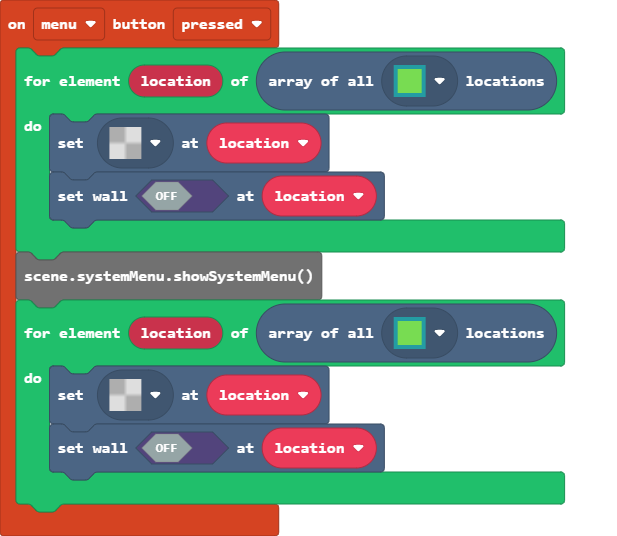 on menu button pressed
for element location of array of all locations
do
set at location
set wall OFF at location
scene.systemMenu.showSystemMenu()
for element location of array of all locations
do
set at location
set wall OFF at location